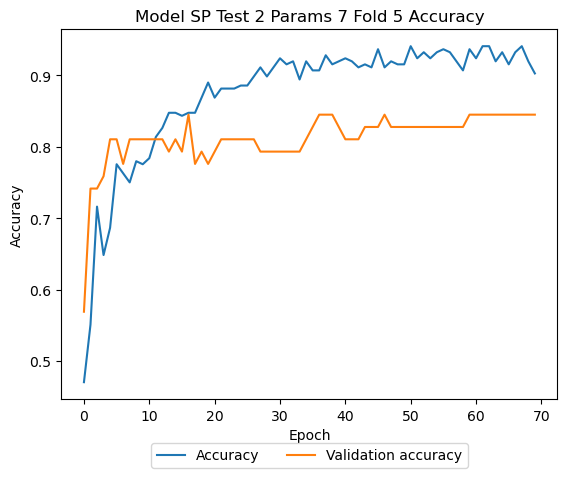 Model SP Test 2 Params 7 Fold 5 Accuracy
0.9
0.8
0.7
0.6
0.5
Accuracy
0 10 20 30 40 50 60 70
Epoch
Accuracy Validation accuracy